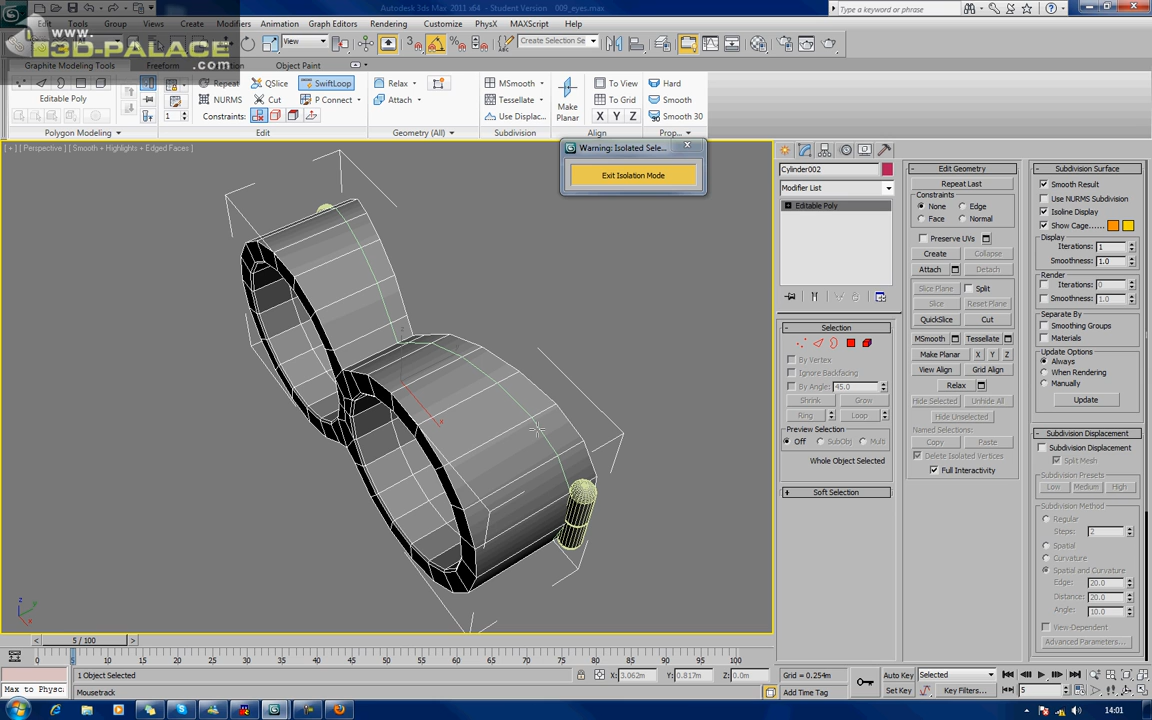 Autodesk 3ds Max 2011 x64 - Student Version 009_eyes.max
Type a keyword or phrase
Group Views Create Modifiers Animation Graph Editors Rendering Customize PhysX MAXScript Help
www.
3D-PALACE
.com
View
Create Selection Se
Graphite Modeling Tools Freeform Object Paint
Repeat QSlice SwiftLoop Relax MSmooth To View Hard
Editable Poly NURMS Cut P Connect Attach Tessellate Make Planar To Grid Smooth
1 Constraints: Use Displac... X Y Z Smooth 30
Polygon Modeling Edit Geometry (All) Subdivision Align Prop...
[ + ] [ Perspective ] [ Smooth + Highlights + Edged Faces ]
Warning: Isolated Sele...
Exit Isolation Mode
Cylinder002
Modifier List
Editable Poly
Selection
By Vertex
Ignore Backfacing
By Angle: 45.0
Shrink Grow
Ring Loop
Preview Selection
Off SubObj Multi
Whole Object Selected
Soft Selection
Edit Geometry
Repeat Last
Constraints
None Edge
Face Normal
Preserve UVs
Create Collapse
Attach Detach
Slice Plane Split
Slice Reset Plane
QuickSlice Cut
MSmooth Tessellate
Make Planar X Y Z
View Align Grid Align
Relax
Hide Selected Unhide All
Hide Unselected
Named Selections:
Copy Paste
Delete Isolated Vertices
Full Interactivity
Subdivision Surface
Smooth Result
Use NURMS Subdivision
Isoline Display
Show Cage......
Display
Iterations: 1
Smoothness: 1.0
Render
Iterations: 0
Smoothness: 1.0
Separate By
Smoothing Groups
Materials
Update Options
Always
When Rendering
Manually
Update
Subdivision Displacement
Subdivision Displacement
Split Mesh
Subdivision Presets
Low Medium High
Subdivision Method
Regular
Steps: 2
Spatial
Curvature
Spatial and Curvature
Edge: 20.0
Distance: 20.0
Angle: 10.0
View-Dependent
Advanced Parameters...
z
x
5 / 100
0 5 10 15 20 25 30 35 40 45 50 55 60 65 70 75 80 85 90 95 100
1 Object Selected X: 3.062m Y: 0.817m Z: 0.0m Grid = 0.254m Auto Key Selected
Max to Physc Mousetrack Add Time Tag Set Key Key Filters... 5
14:01